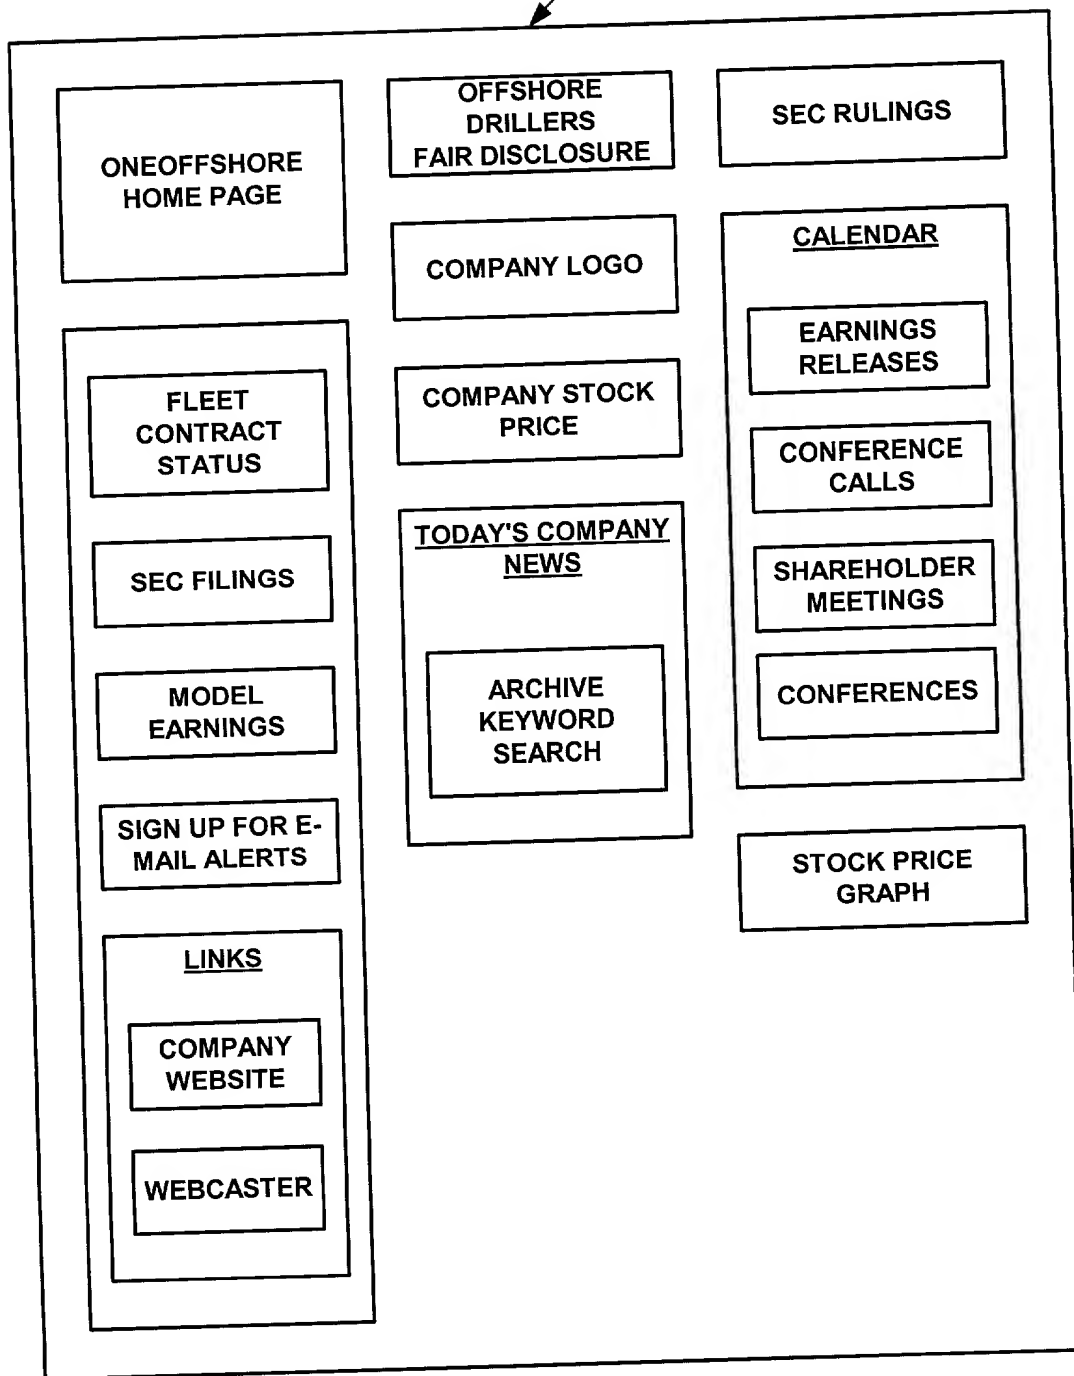 ONEOFFSHORE
HOME PAGE
FLEET
CONTRACT
STATUS
SEC FILINGS
MODEL
EARNINGS
SIGN UP FOR E-
MAIL ALERTS
LINKS
COMPANY
WEBSITE
WEBCASTER
OFFSHORE
DRILLERS
FAIR DISCLOSURE
COMPANY LOGO
COMPANY STOCK
PRICE
TODAY'S COMPANY
NEWS
ARCHIVE
KEYWORD
SEARCH
SEC RULINGS
CALENDAR
EARNINGS
RELEASES
CONFERENCE
CALLS
SHAREHOLDER
MEETINGS
CONFERENCES
STOCK PRICE
GRAPH